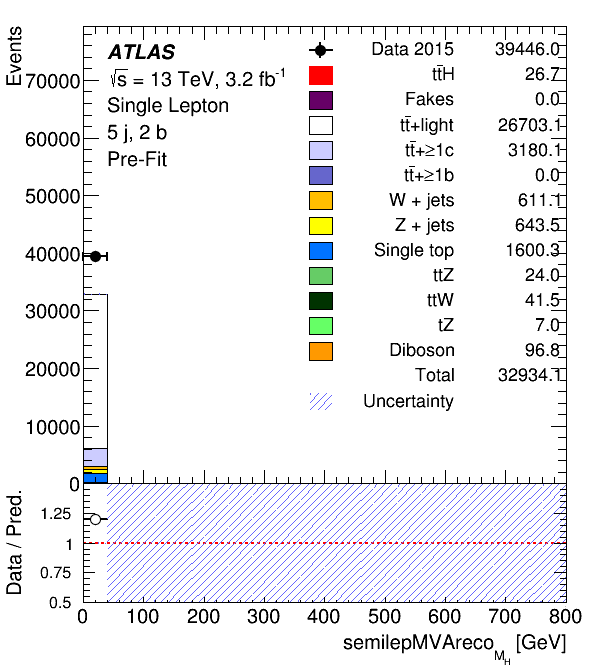 Events
ATLAS
√s = 13 TeV, 3.2 fb⁻¹
Single Lepton
5 j, 2 b
Pre-Fit
Data 2015 39446.0
tt̄H 26.7
Fakes 0.0
tt̄+light 26703.1
tt̄+≥1c 3180.1
tt̄+≥1b 0.0
W + jets 611.1
Z + jets 643.5
Single top 1600.3
ttZ 24.0
ttW 41.5
tZ 7.0
Diboson 96.8
Total 32934.1
Uncertainty
70000
60000
50000
40000
30000
20000
10000
0
Data / Pred.
1.25
1
0.75
0.5
0 100 200 300 400 500 600 700 800
semilepMVAreco_M_H [GeV]